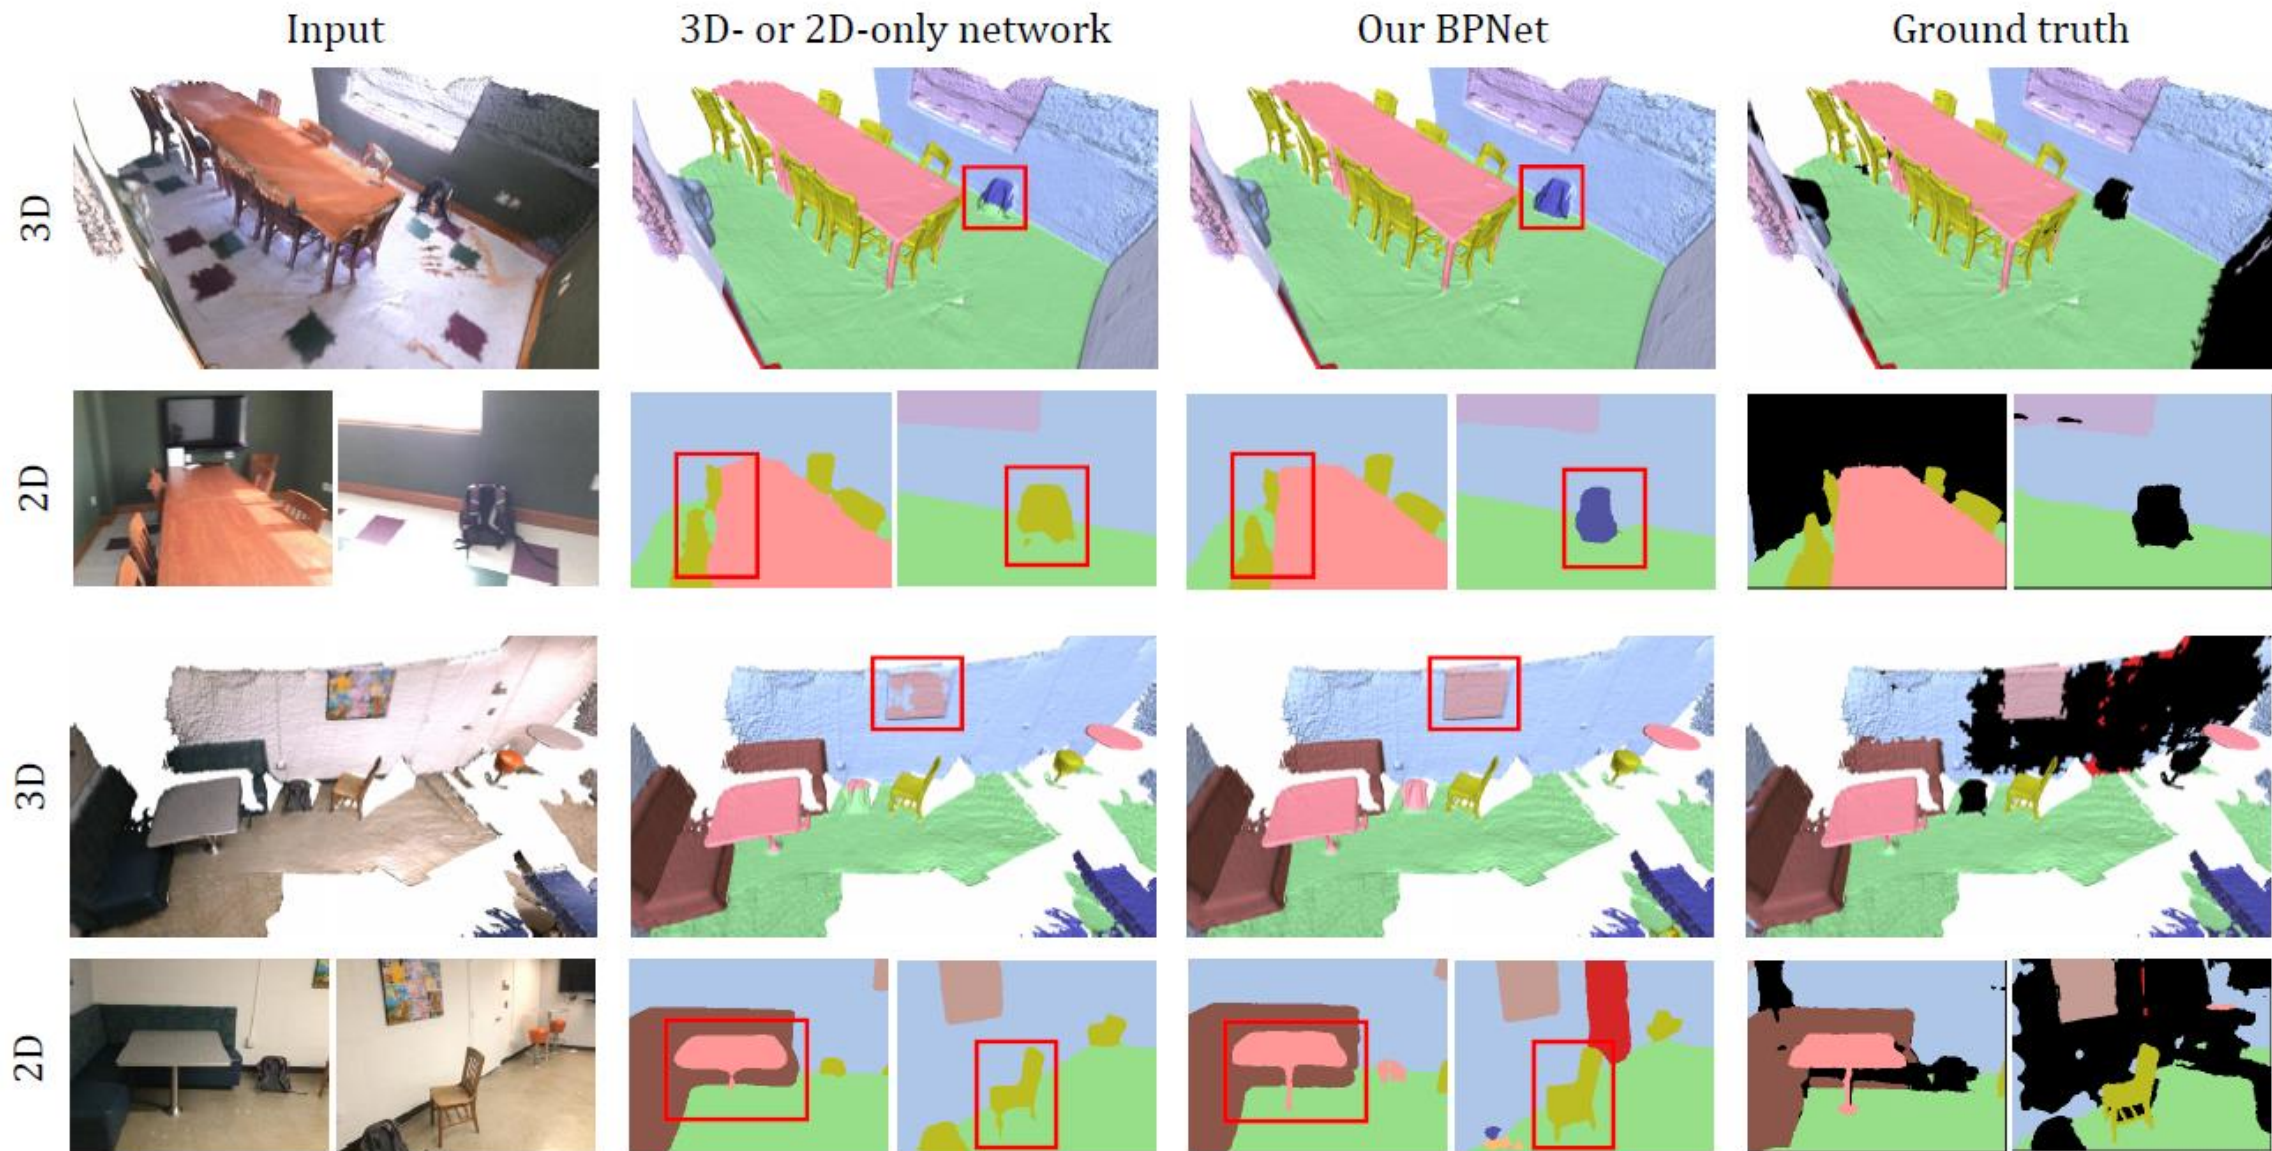 Input
3D- or 2D-only network
Our BPNet
Ground truth
3D
2D
3D
2D